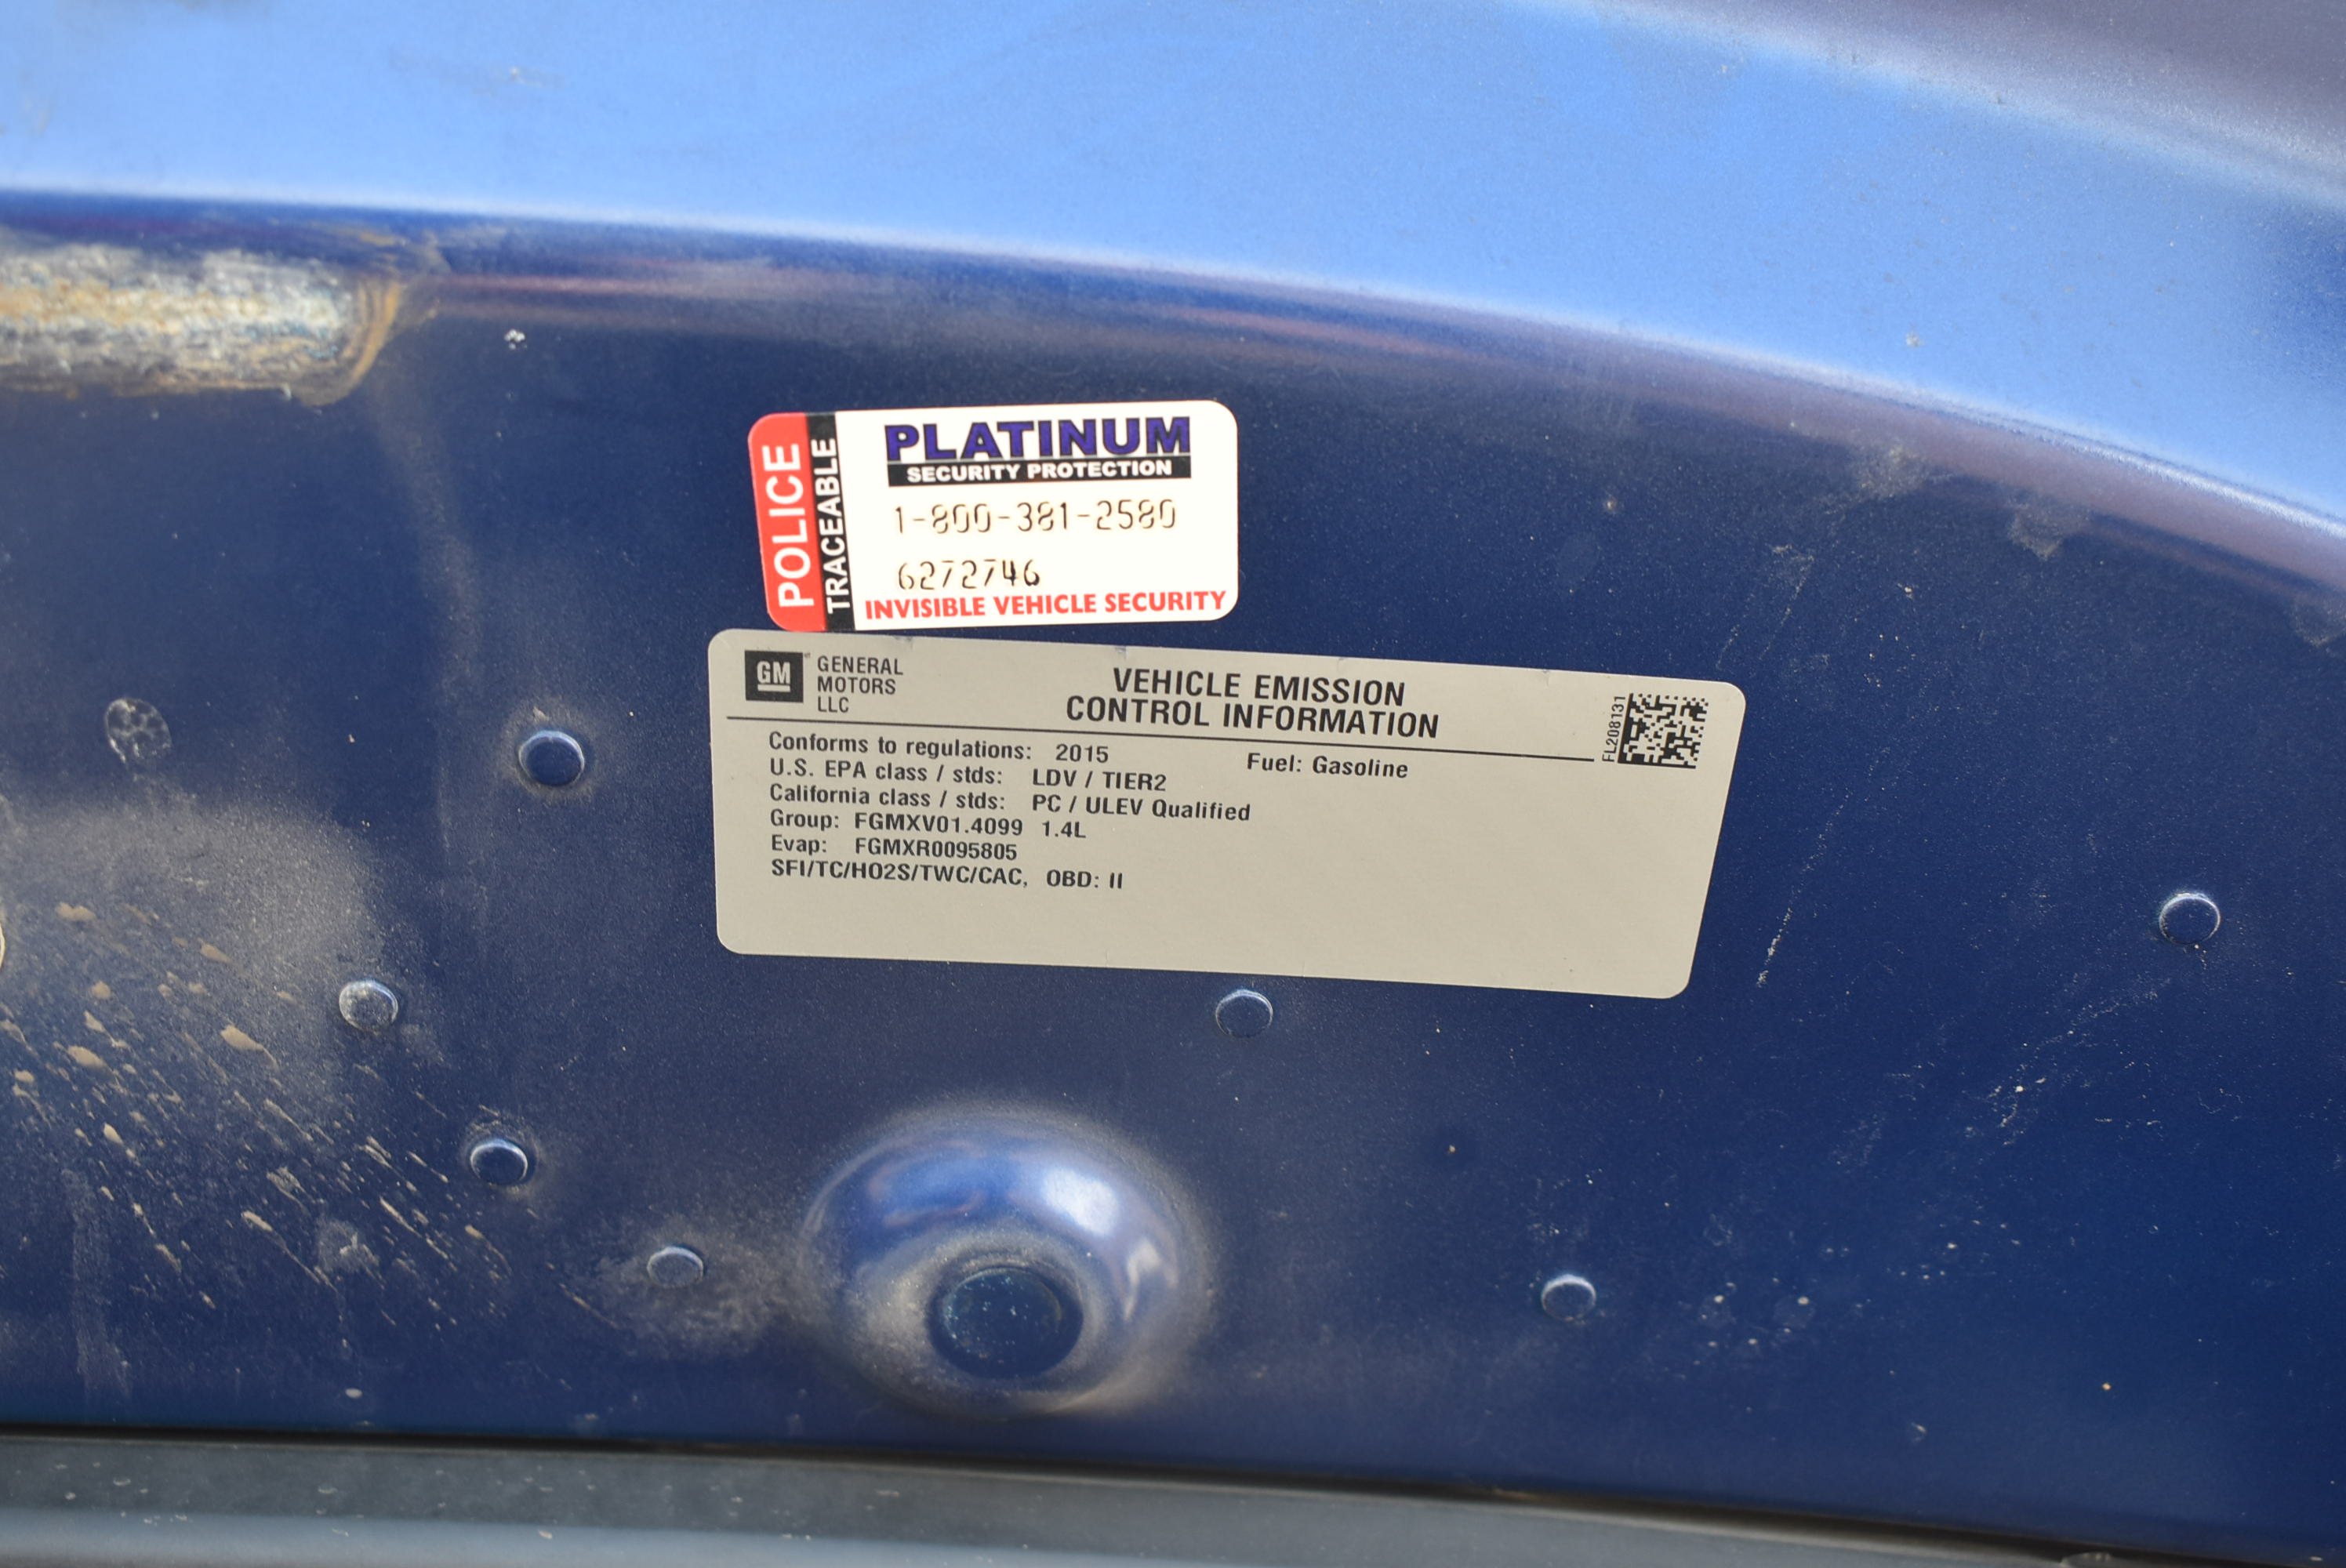 POLICE
TRACEABLE
PLATINUM
SECURITY PROTECTION
1-800-381-2580
6272746
INVISIBLE VEHICLE SECURITY
GM
GENERAL
MOTORS
LLC
VEHICLE EMISSION
CONTROL INFORMATION
FL208131
Conforms to regulations: 2015 Fuel: Gasoline
U.S. EPA class / stds: LDV / TIER2
California class / stds: PC / ULEV Qualified
Group: FGMXV01.4099 1.4L
Evap: FGMXR0095805
SFI/TC/HO2S/TWC/CAC, OBD: II